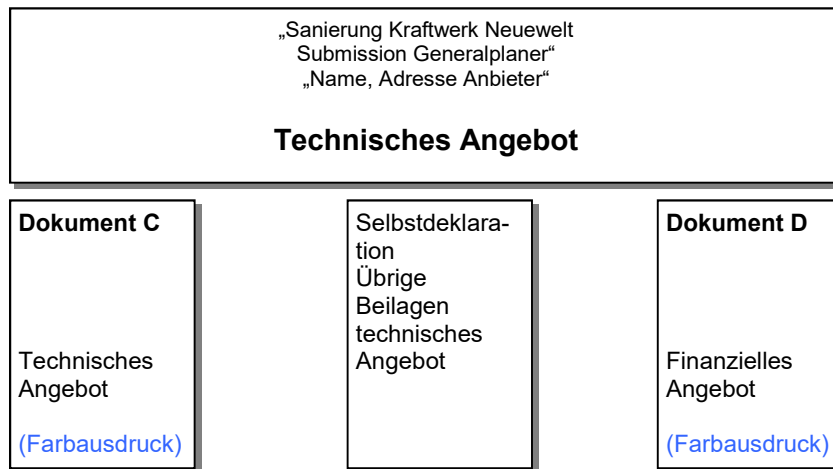 „Sanierung Kraftwerk Neuewelt
Submission Generalplaner“
„Name, Adresse Anbieter“
Technisches Angebot
Dokument C
Technisches
Angebot
(Farbausdruck)
Selbstdeklara-
tion
Übrige
Beilagen
technisches
Angebot
Dokument D
Finanzielles
Angebot
(Farbausdruck)